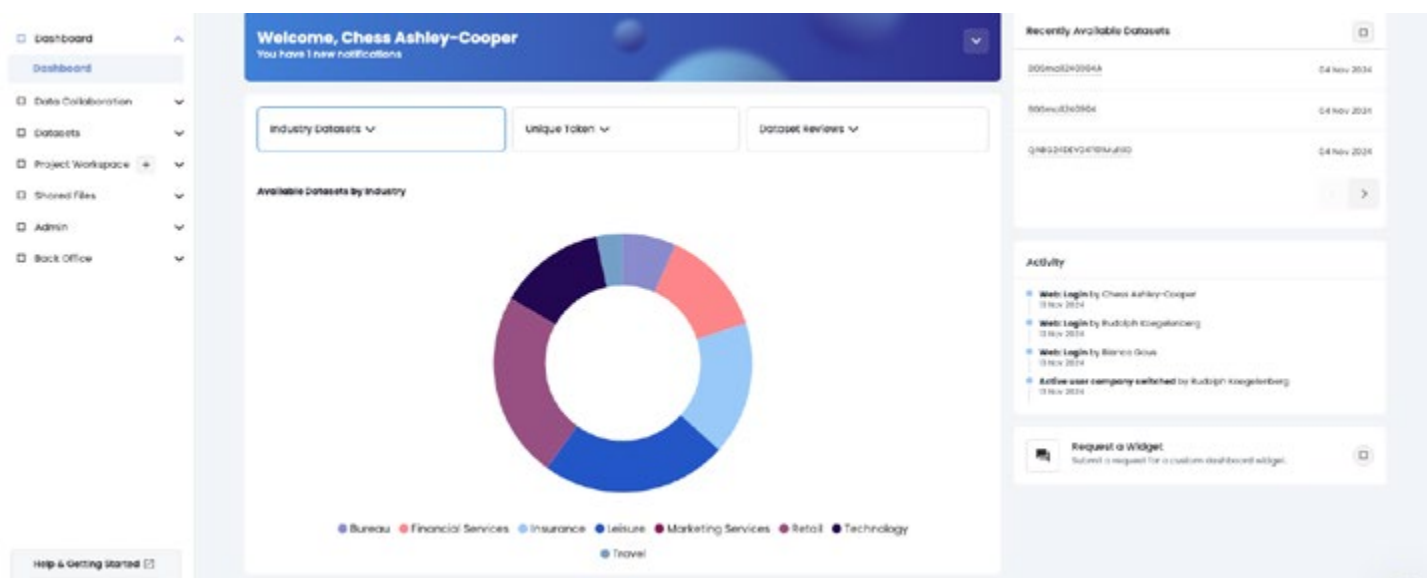 Dashboard
Dashboard
Data Collaboration
Datasets
Project Workspace +
Shared Files
Admin
Back Office
Help & Getting Started
Welcome, Chess Ashley-Cooper
You have 1 new notifications
Industry Datasets
Unique Token
Dataset Reviews
Available Datasets by Industry
Bureau Financial Services Insurance Leisure Marketing Services Retail Technology
Travel
Recently Available Datasets
04 Nov 2024
04 Nov 2024
04 Nov 2024
Activity
Web: Login by Chess Ashley-Cooper
13 Nov 2024
Web: Login by Rudolph Koegelenberg
13 Nov 2024
Web: Login by Bianca Gous
13 Nov 2024
Active user company switched by Rudolph Koegelenberg
13 Nov 2024
Request a Widget
Submit a request for a custom dashboard widget.